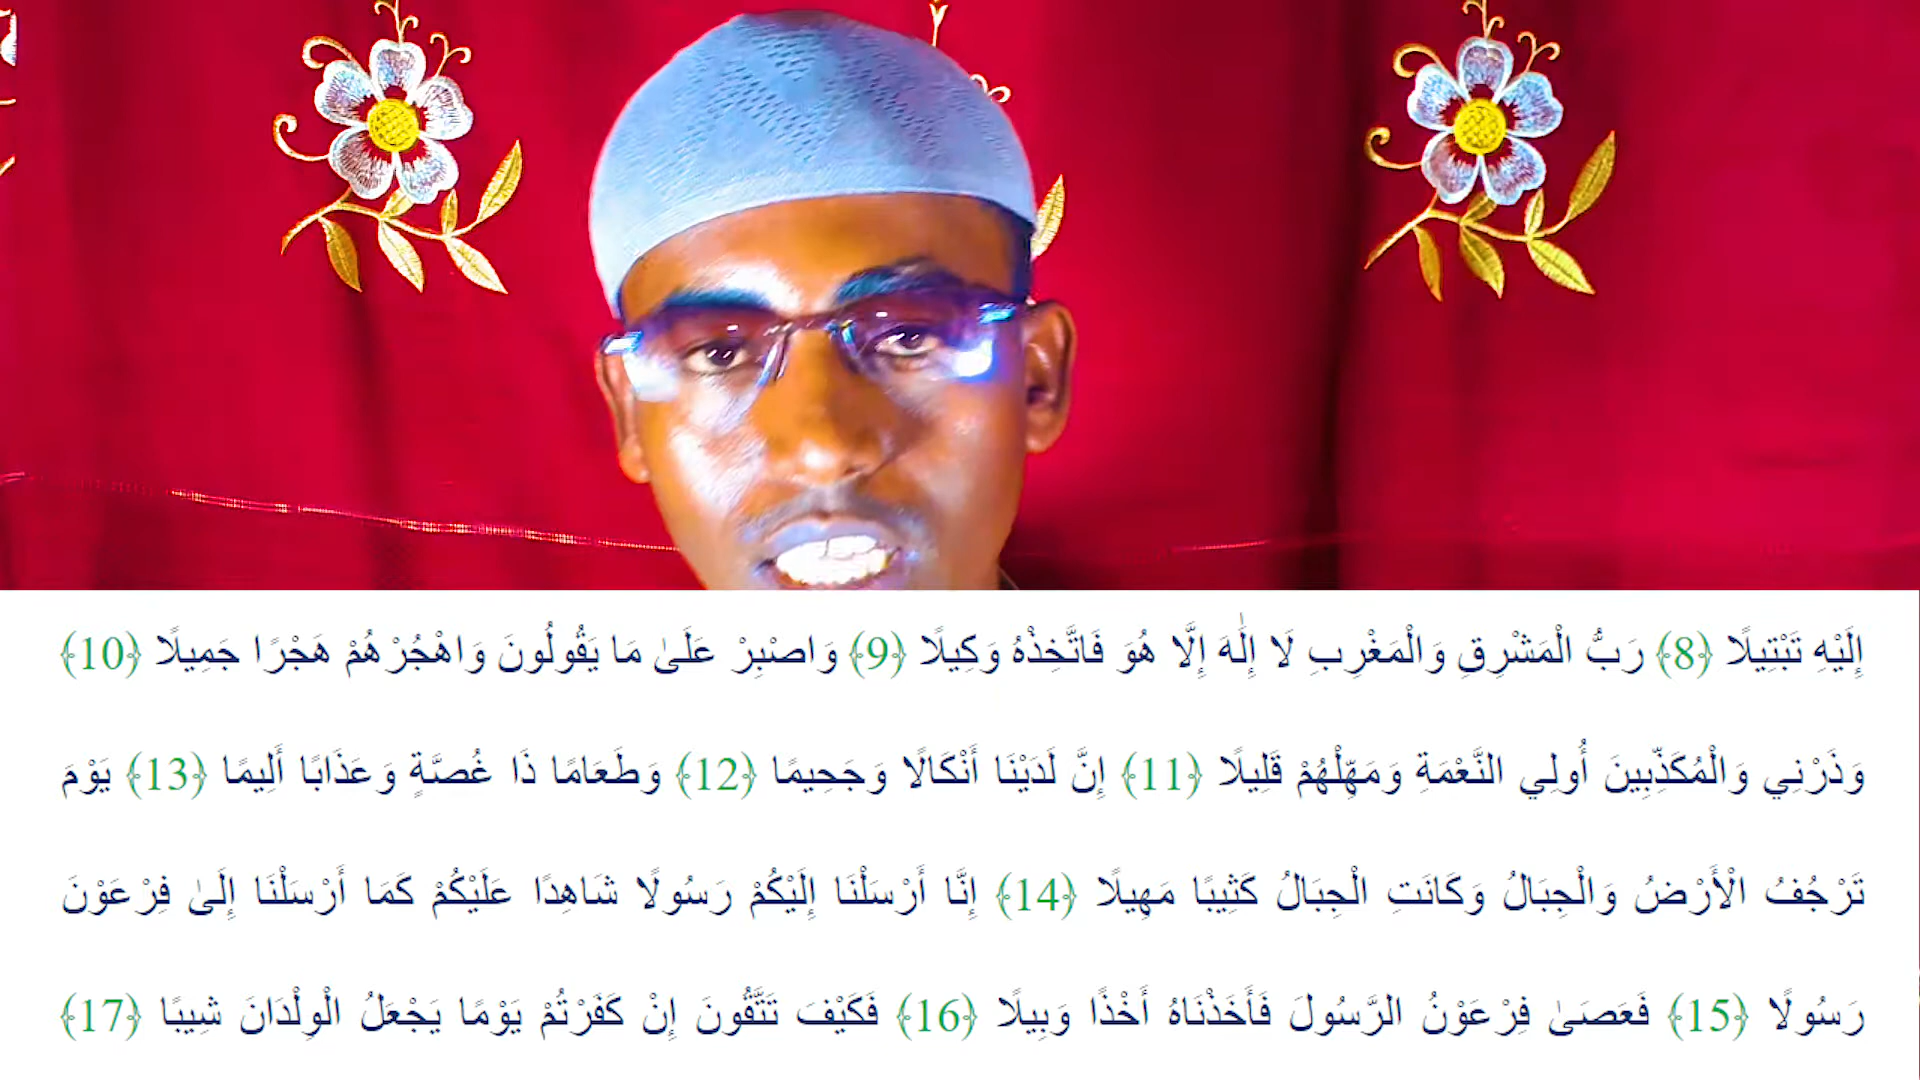 إِلَيْهِ تَبْتِيلًا ﴿8﴾ رَبُّ الْمَشْرِقِ وَالْمَغْرِبِ لَا إِلَٰهَ إِلَّا هُوَ فَاتَّخِذْهُ وَكِيلًا ﴿9﴾ وَاصْبِرْ عَلَىٰ مَا يَقُولُونَ وَاهْجُرْهُمْ هَجْرًا جَمِيلًا ﴿10﴾
وَذَرْنِي وَالْمُكَذِّبِينَ أُولِي النَّعْمَةِ وَمَهِّلْهُمْ قَلِيلًا ﴿11﴾ إِنَّ لَدَيْنَا أَنْكَالًا وَجَحِيمًا ﴿12﴾ وَطَعَامًا ذَا غُصَّةٍ وَعَذَابًا أَلِيمًا ﴿13﴾ يَوْمَ
تَرْجُفُ الْأَرْضُ وَالْجِبَالُ وَكَانَتِ الْجِبَالُ كَثِيبًا مَهِيلًا ﴿14﴾ إِنَّا أَرْسَلْنَا إِلَيْكُمْ رَسُولًا شَاهِدًا عَلَيْكُمْ كَمَا أَرْسَلْنَا إِلَىٰ فِرْعَوْنَ
رَسُولًا ﴿15﴾ فَعَصَىٰ فِرْعَوْنُ الرَّسُولَ فَأَخَذْنَاهُ أَخْذًا وَبِيلًا ﴿16﴾ فَكَيْفَ تَتَّقُونَ إِنْ كَفَرْتُمْ يَوْمًا يَجْعَلُ الْوِلْدَانَ شِيبًا ﴿17﴾